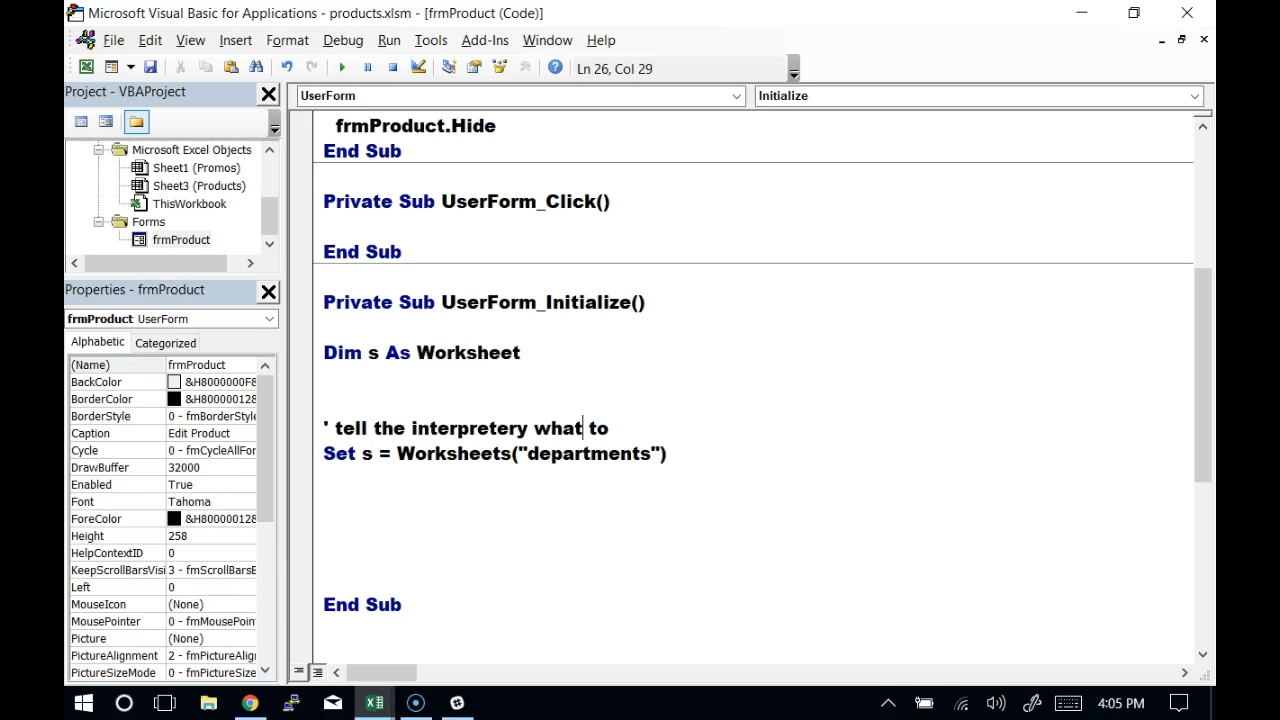 Microsoft Visual Basic for Applications - products.xlsm - [frmProduct (Code)]
File Edit View Insert Format Debug Run Tools Add-Ins Window Help
Ln 26, Col 29
Project - VBAProject
UserForm
Initialize
Microsoft Excel Objects
Sheet1 (Promos)
Sheet3 (Products)
ThisWorkbook
Forms
frmProduct
Properties - frmProduct
frmProduct UserForm
Alphabetic Categorized
(Name) frmProduct
BackColor &H8000000F&
BorderColor &H80000012&
BorderStyle 0 - fmBorderStyle
Caption Edit Product
Cycle 0 - fmCycleAllFor
DrawBuffer 32000
Enabled True
Font Tahoma
ForeColor &H80000012&
Height 258
HelpContextID 0
KeepScrollBarsVisi 3 - fmScrollBarsB
Left 0
MouseIcon (None)
MousePointer 0 - fmMousePoin
Picture (None)
PictureAlignment 2 - fmPictureAlig
PictureSizeMode 0 - fmPictureSize
frmProduct.Hide
End Sub
Private Sub UserForm_Click()
End Sub
Private Sub UserForm_Initialize()
Dim s As Worksheet
' tell the interpretery what to
Set s = Worksheets("departments")
End Sub
4:05 PM